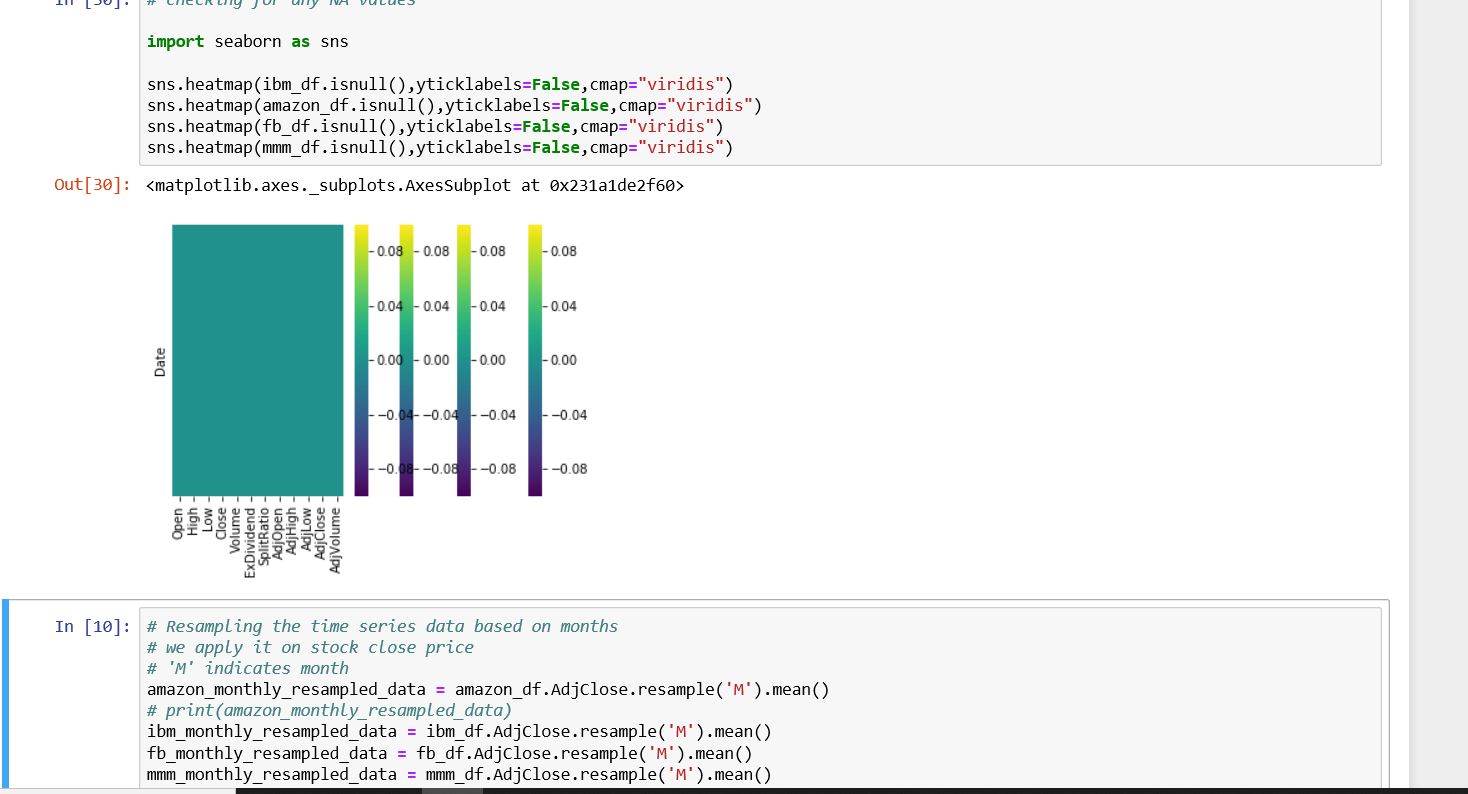 In [30]: # checking for any NA values
import seaborn as sns
sns.heatmap(ibm_df.isnull(),yticklabels=False,cmap="viridis")
sns.heatmap(amazon_df.isnull(),yticklabels=False,cmap="viridis")
sns.heatmap(fb_df.isnull(),yticklabels=False,cmap="viridis")
sns.heatmap(mmm_df.isnull(),yticklabels=False,cmap="viridis")
Out[30]: <matplotlib.axes._subplots.AxesSubplot at 0x231a1de2f60>
0.08 0.08 0.08 0.08
0.04 0.04 0.04 0.04
0.00 0.00 0.00 0.00
−0.04 −0.04 −0.04 −0.04
−0.08 −0.08 −0.08 −0.08
Date
Open
High
Low
Close
Volume
ExDividend
SplitRatio
AdjOpen
AdjHigh
AdjLow
AdjClose
AdjVolume
In [10]: # Resampling the time series data based on months
# we apply it on stock close price
# 'M' indicates month
amazon_monthly_resampled_data = amazon_df.AdjClose.resample('M').mean()
# print(amazon_monthly_resampled_data)
ibm_monthly_resampled_data = ibm_df.AdjClose.resample('M').mean()
fb_monthly_resampled_data = fb_df.AdjClose.resample('M').mean()
mmm_monthly_resampled_data = mmm_df.AdjClose.resample('M').mean()